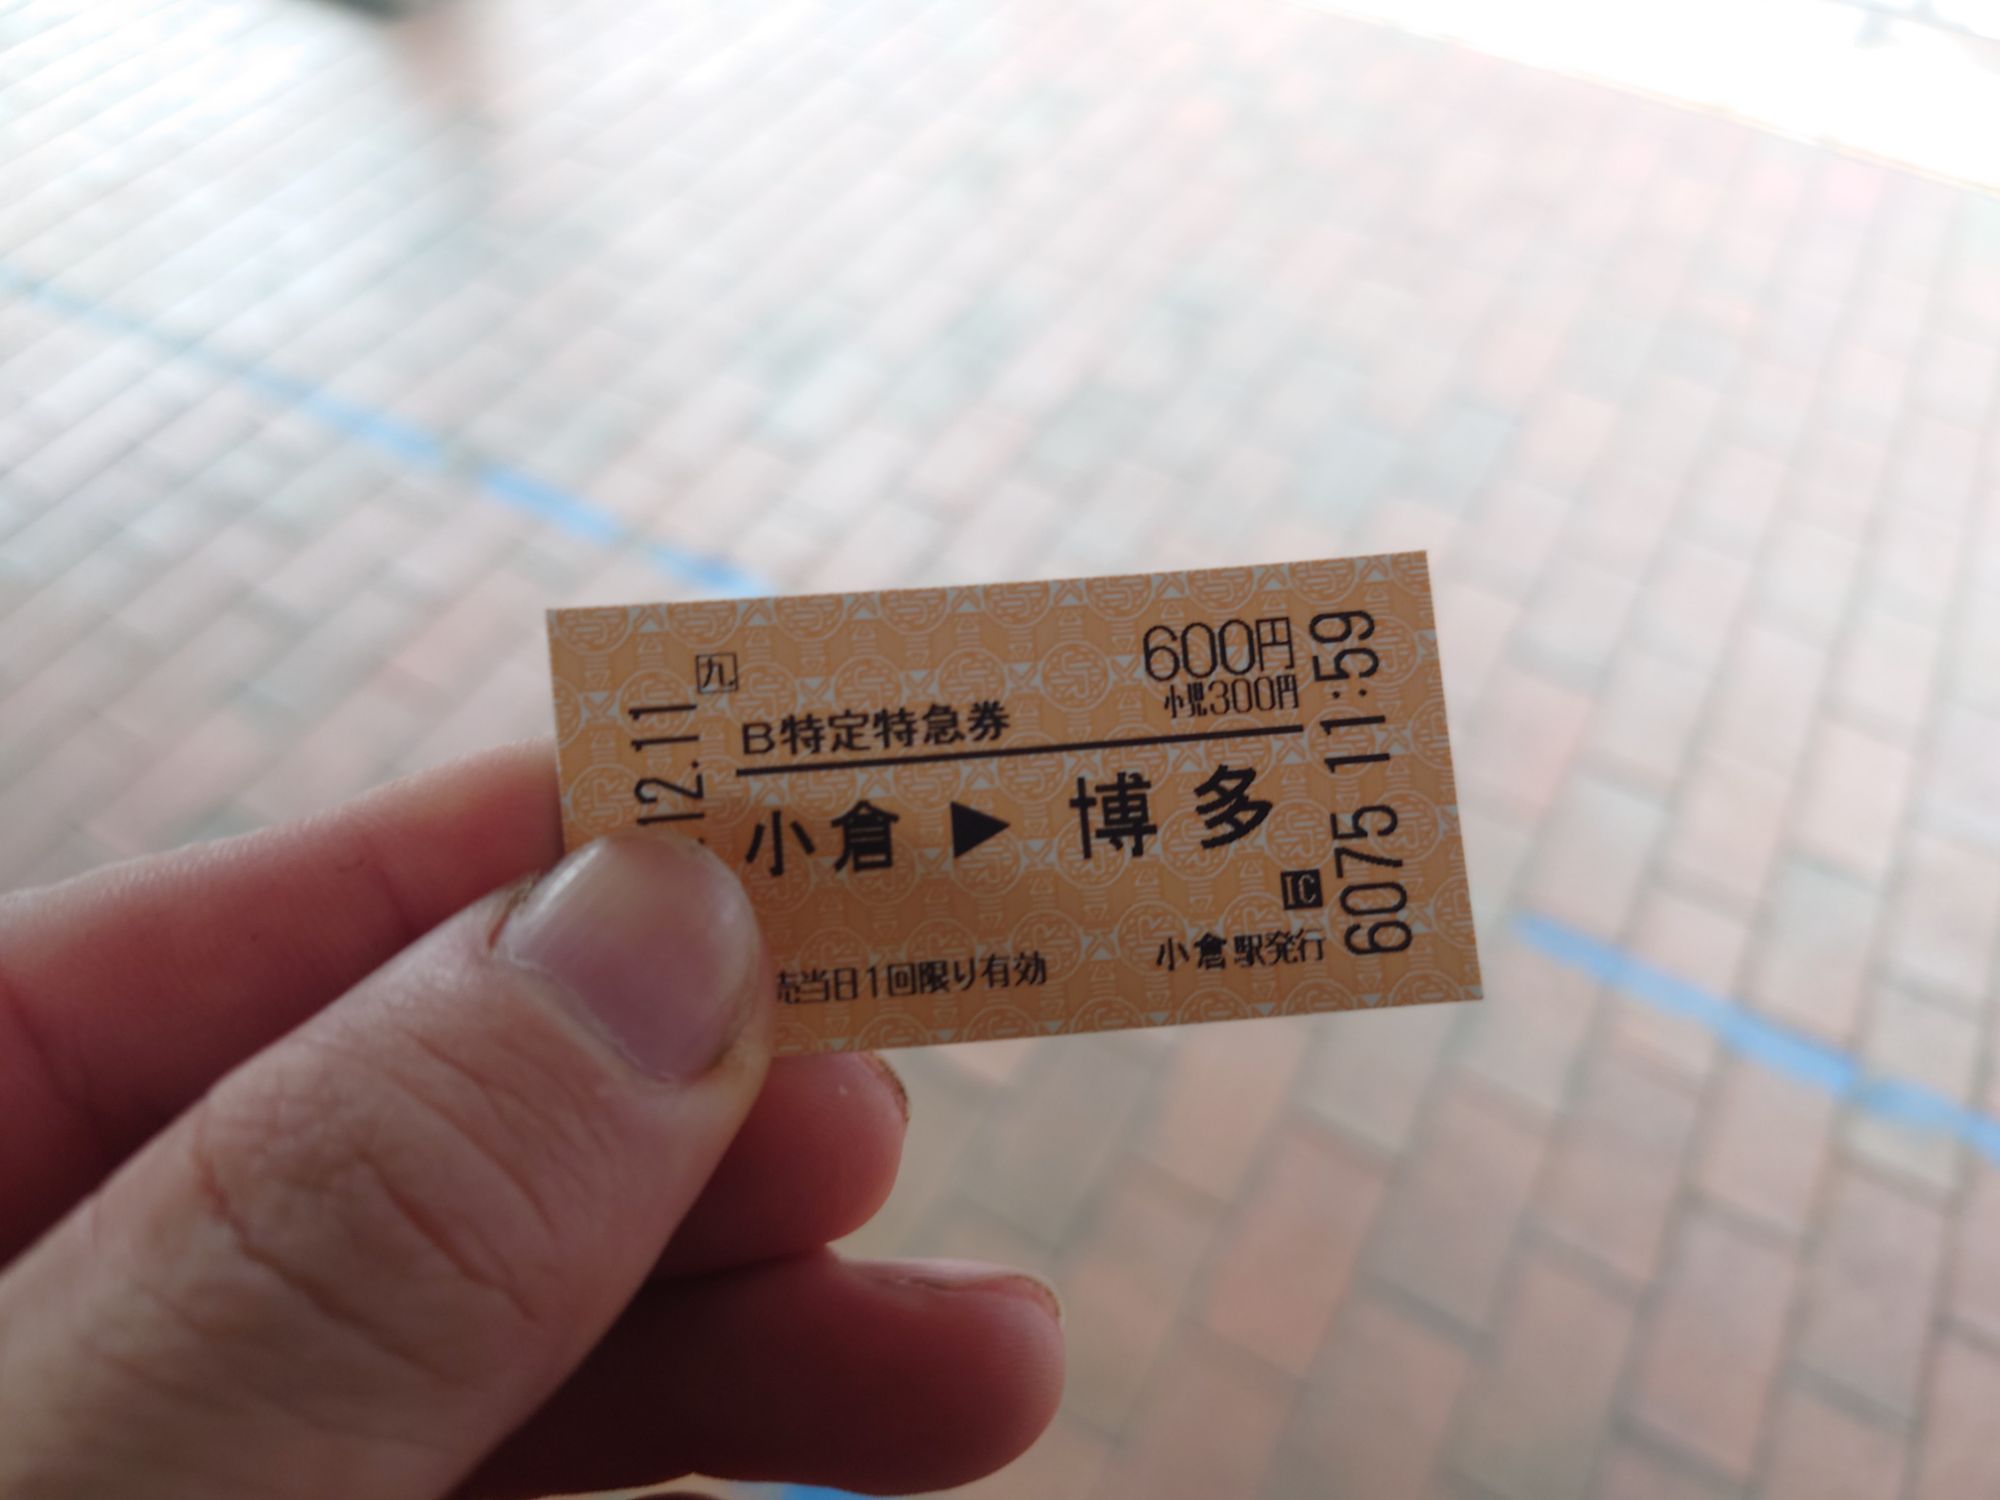 九
600円
小児300円
B特定特急券
小倉▶博多
IC
売当日1回限り有効
小倉駅発行
.12.11
6075 11:59